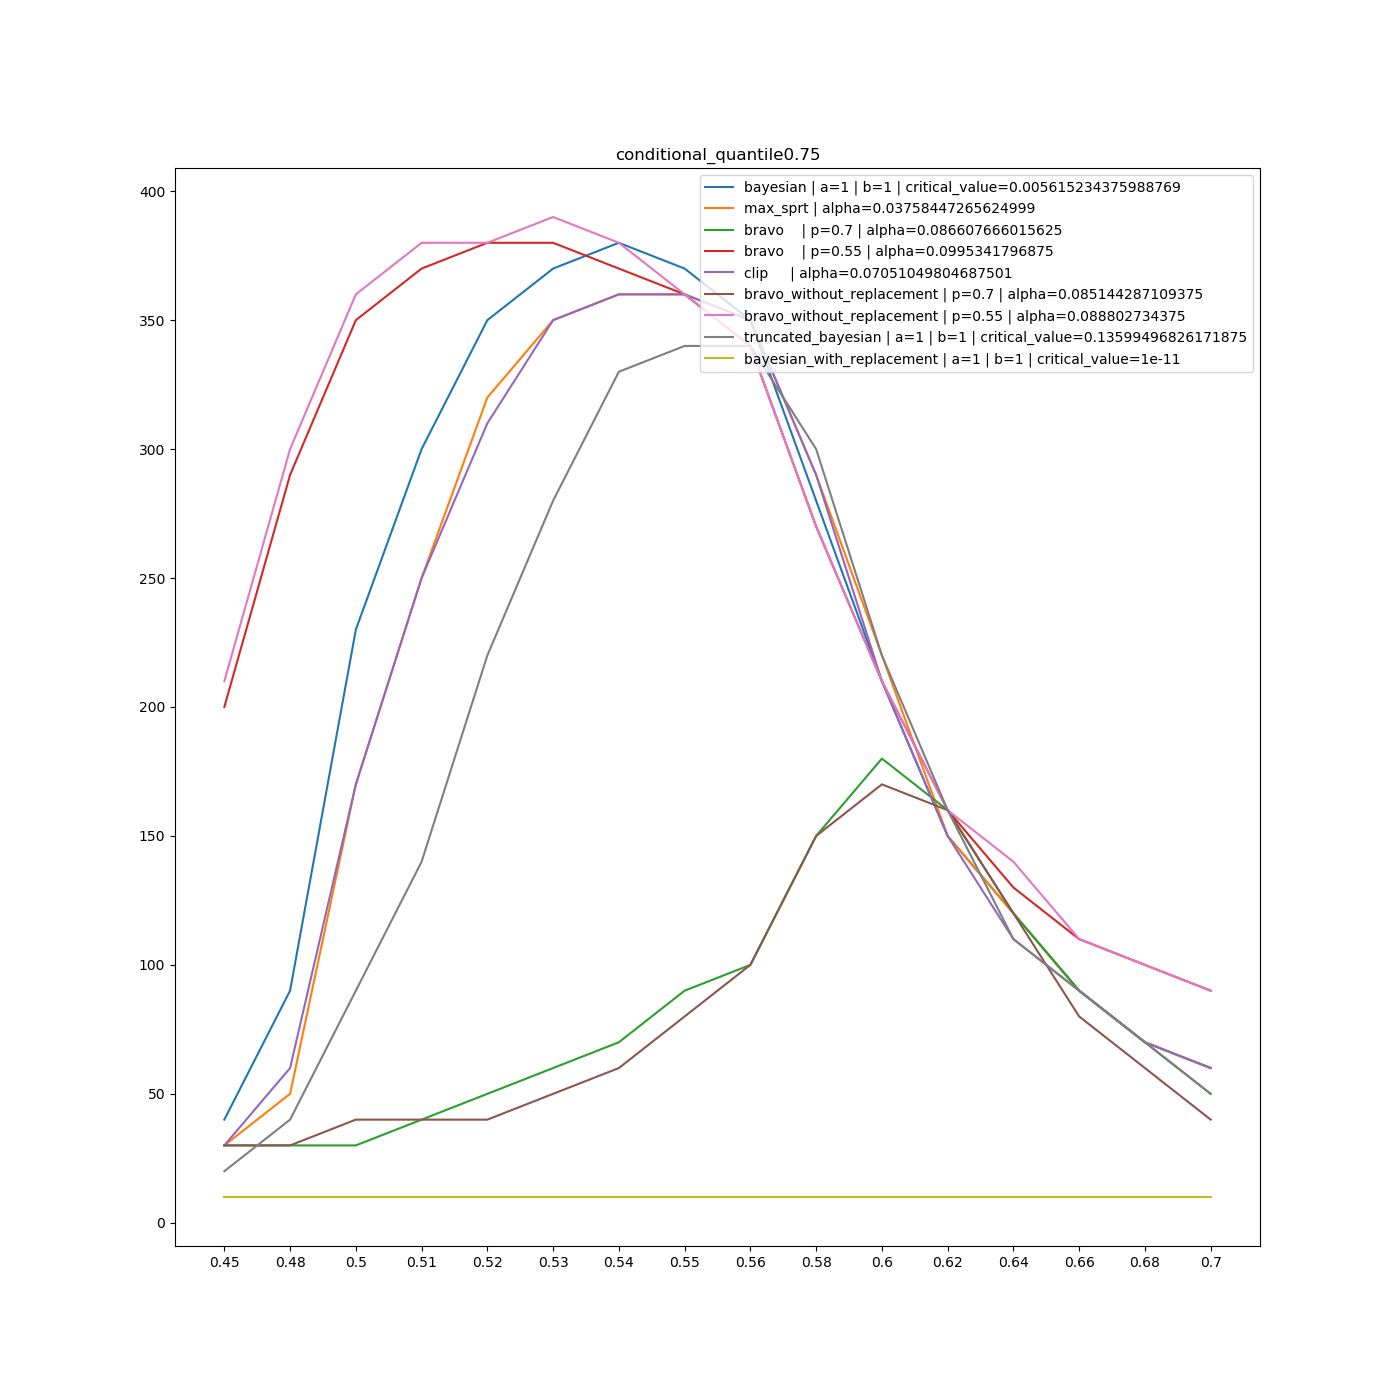 conditional_quantile0.75
400
350
300
250
200
150
100
50
0
bayesian | a=1 | b=1 | critical_value=0.005615234375988769
max_sprt | alpha=0.03758447265624999
bravo    | p=0.7 | alpha=0.086607666015625
bravo    | p=0.55 | alpha=0.0995341796875
clip     | alpha=0.07051049804687501
bravo_without_replacement | p=0.7 | alpha=0.085144287109375
bravo_without_replacement | p=0.55 | alpha=0.088802734375
truncated_bayesian | a=1 | b=1 | critical_value=0.13599496826171875
bayesian_with_replacement | a=1 | b=1 | critical_value=1e-11
0.45 0.48 0.5 0.51 0.52 0.53 0.54 0.55 0.56 0.58 0.6 0.62 0.64 0.66 0.68 0.7